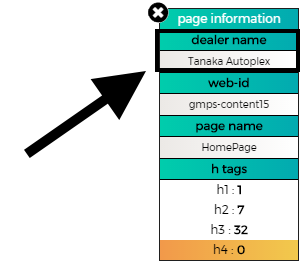 page information
dealer name
Tanaka Autoplex
web-id
gmps-content15
page name
HomePage
h tags
h1 : 1
h2 : 7
h3 : 32
h4 : 0